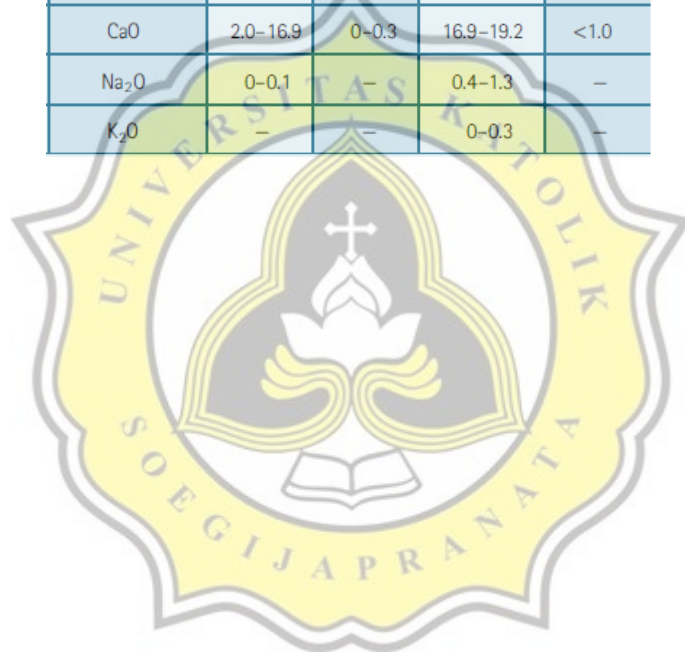 CaO 2.0–16.9 0–0.3 16.9–19.2 <1.0
Na₂O 0–0.1 – 0.4–1.3 –
K₂O – – 0–0.3 –
UNIVERSITAS KATOLIK
SOEGIJAPRANATA